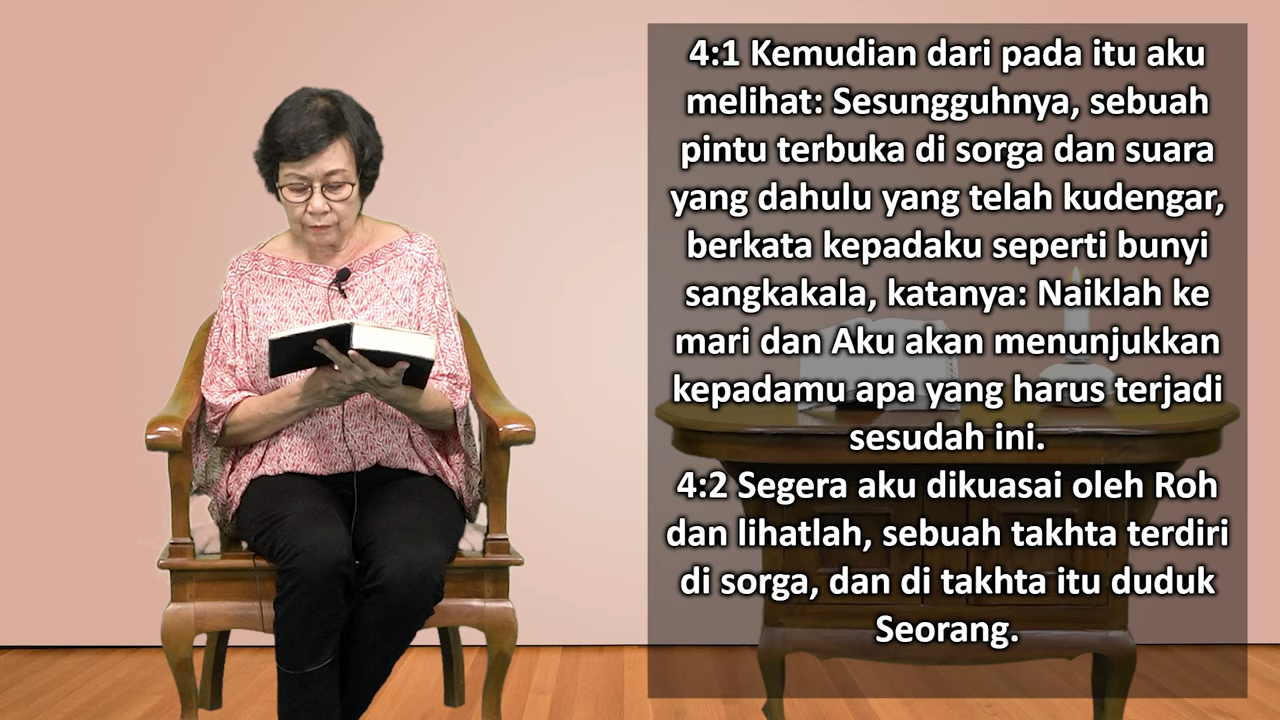 4:1 Kemudian dari pada itu aku
melihat: Sesungguhnya, sebuah
pintu terbuka di sorga dan suara
yang dahulu yang telah kudengar,
berkata kepadaku seperti bunyi
sangkakala, katanya: Naiklah ke
mari dan Aku akan menunjukkan
kepadamu apa yang harus terjadi
sesudah ini.
4:2 Segera aku dikuasai oleh Roh
dan lihatlah, sebuah takhta terdiri
di sorga, dan di takhta itu duduk
Seorang.